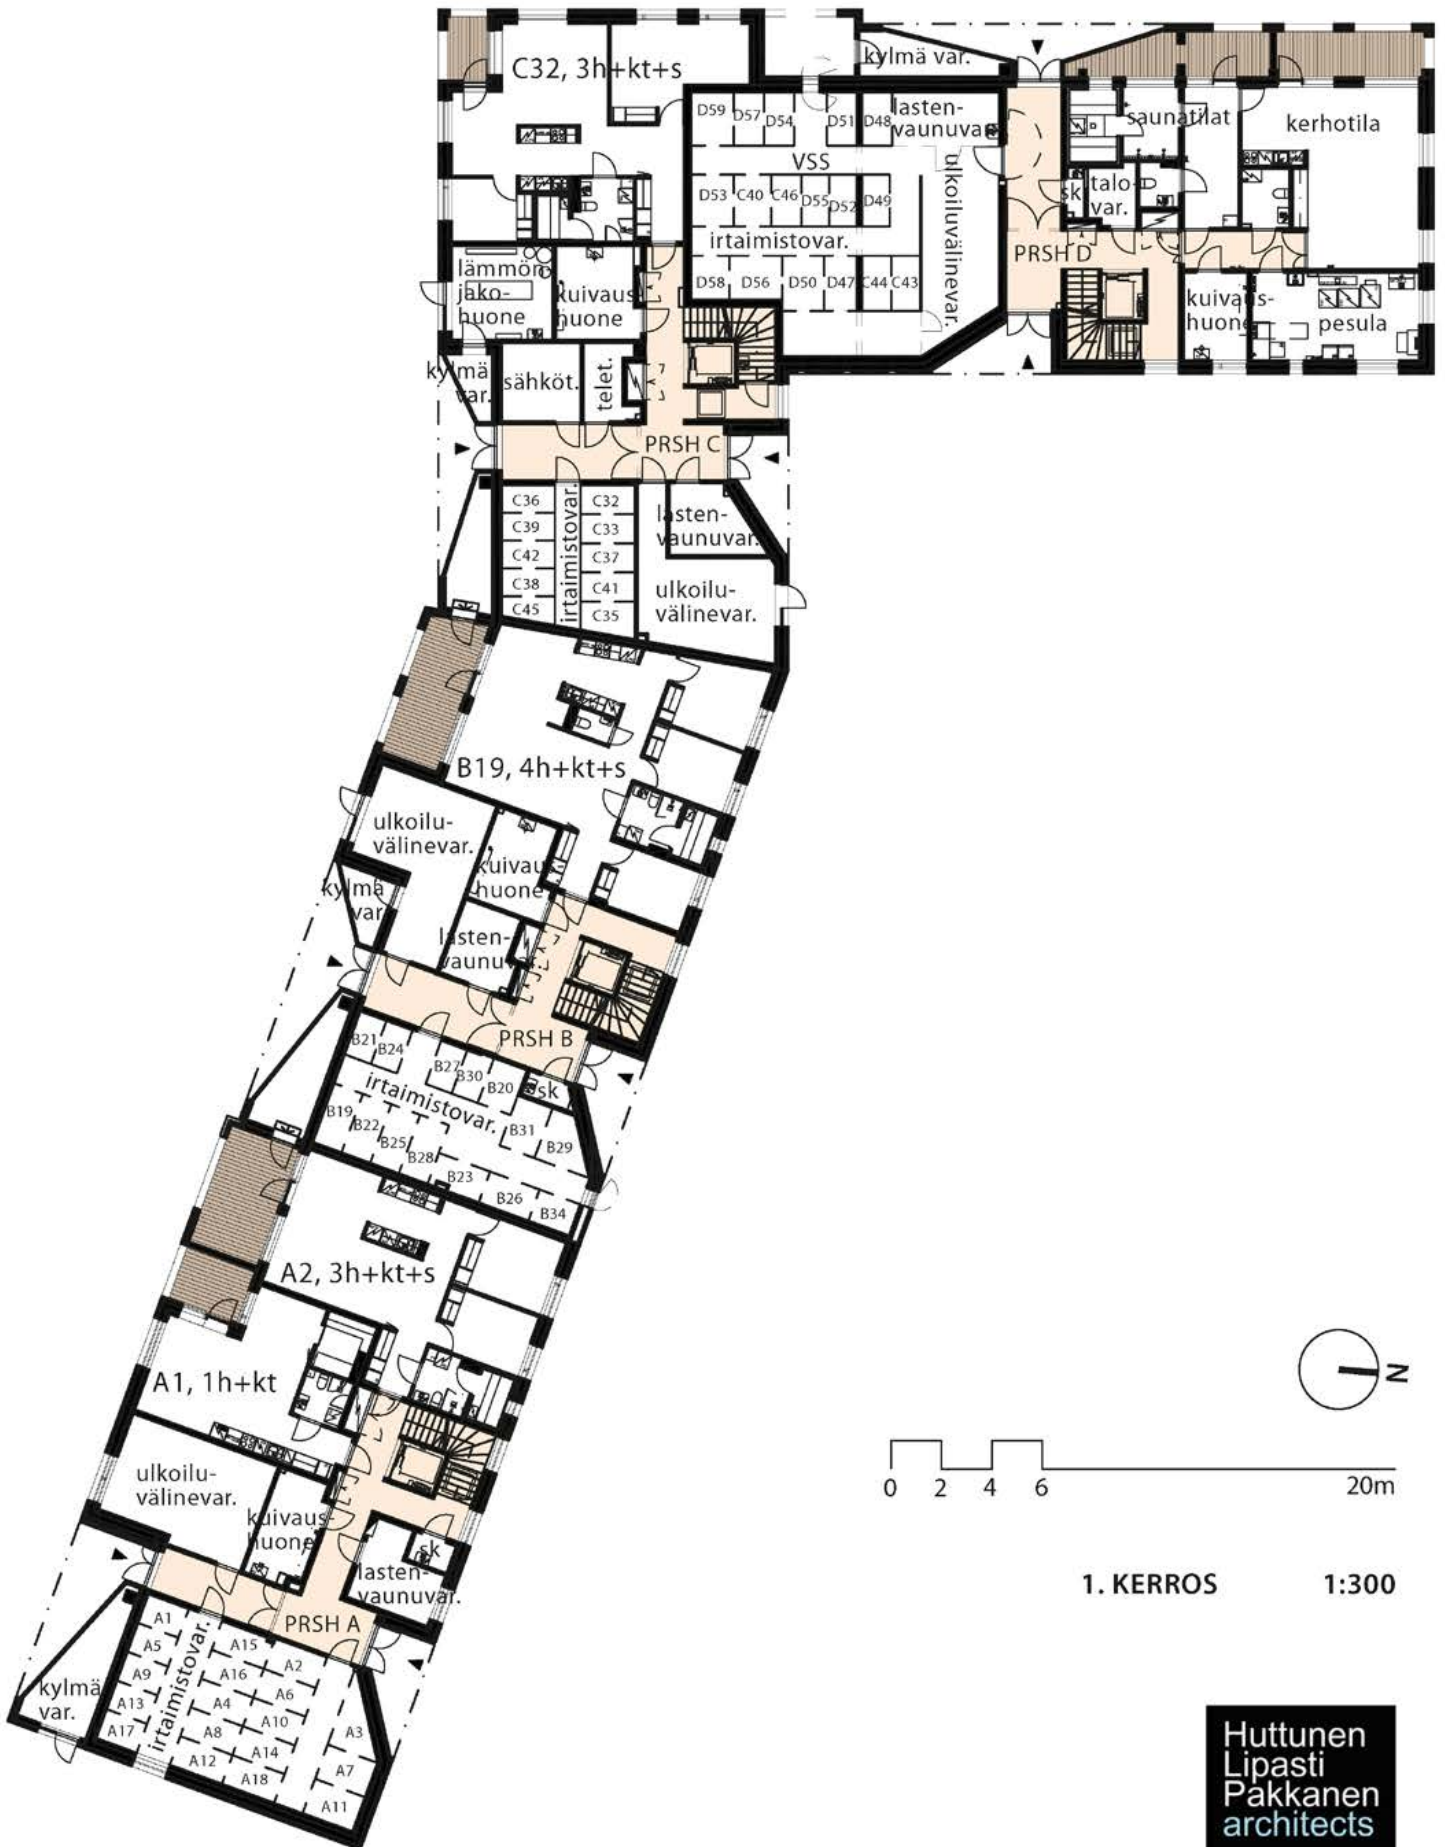 C32, 3h+kt+s
kylmä var.
D59
D57
D54
D51
D48
lasten-
vaunuvar.
VSS
D53
C40
C46
D55
D52
D49
irtaimistovar.
D58
D56
D50
D47
C44
C43
ulkoiluvälinevar.
PRSH D
saunatilat
kerhotila
sk
talo-
var.
kuivaus-
huone
pesula
lämmön-
jako-
huone
kuivaus-
huone
kylmä
var.
sähköt.
telet.
PRSH C
C36
C39
C42
C38
C45
irtaimistovar.
C32
C33
C37
C41
C35
lasten-
vaunuvar.
ulkoilu-
välinevar.
B19, 4h+kt+s
ulkoilu-
välinevar.
kuivaus-
huone
kylmä
var.
lasten-
vaunuvar.
PRSH B
B21
B24
B27
B30
B20
sk
irtaimistovar.
B19
B22
B25
B28
B23
B26
B34
B31
B29
A2, 3h+kt+s
A1, 1h+kt
ulkoilu-
välinevar.
kuivaus-
huone
sk
lasten-
vaunuvar.
PRSH A
A1
A5
A9
A13
A17
irtaimistovar.
A15
A16
A4
A8
A12
A2
A6
A10
A14
A18
A3
A7
A11
kylmä
var.
N
0 2 4 6 20m
1. KERROS 1:300
Huttunen
Lipasti
Pakkanen
architects